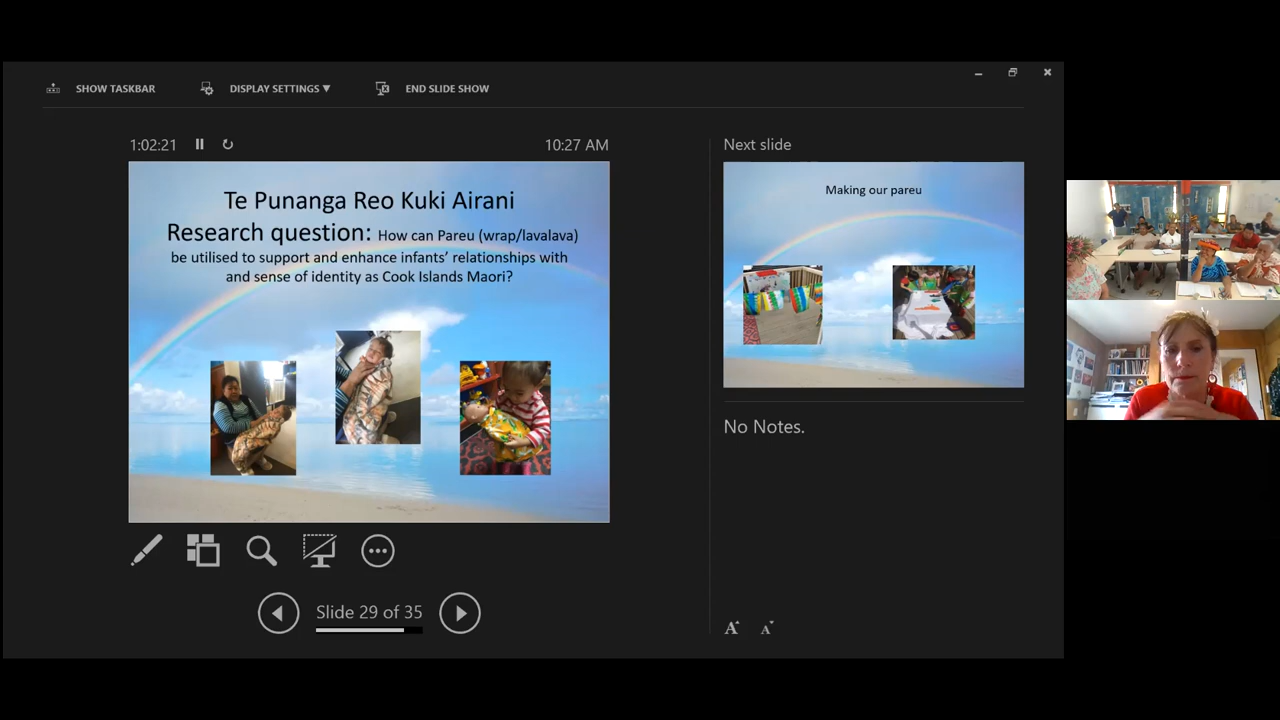 SHOW TASKBAR
DISPLAY SETTINGS ▼
END SLIDE SHOW
1:02:21
10:27 AM
Te Punanga Reo Kuki Airani
Research question: How can Pareu (wrap/lavalava)
be utilised to support and enhance infants' relationships with
and sense of identity as Cook Islands Maori?
Slide 29 of 35
Next slide
Making our pareu
No Notes.
A
A